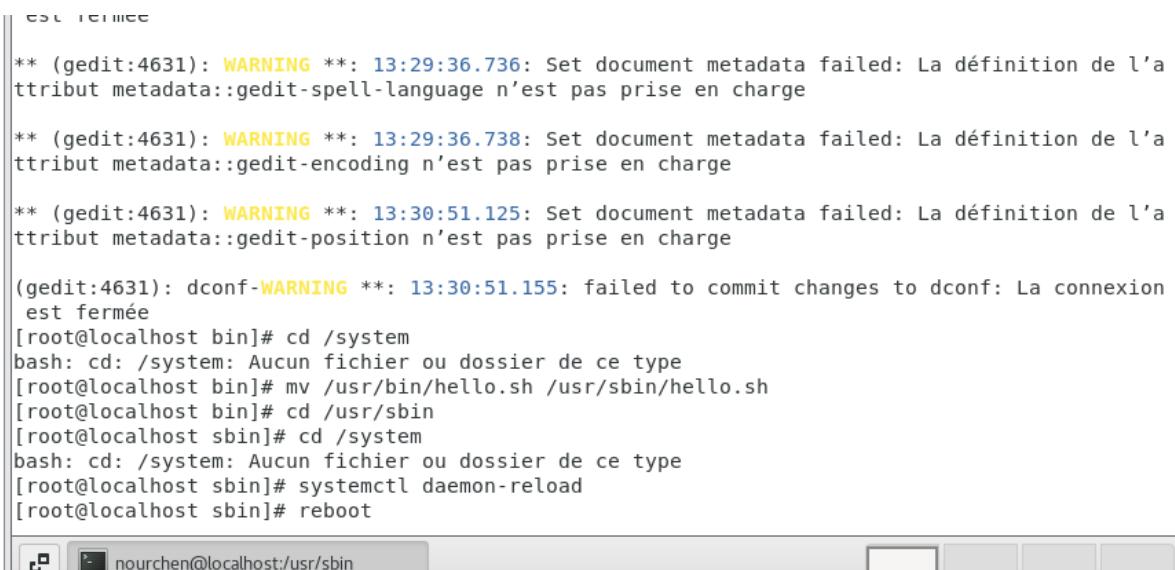 est fermée
** (gedit:4631): WARNING **: 13:29:36.736: Set document metadata failed: La définition de l’a
ttribut metadata::gedit-spell-language n’est pas prise en charge
** (gedit:4631): WARNING **: 13:29:36.738: Set document metadata failed: La définition de l’a
ttribut metadata::gedit-encoding n’est pas prise en charge
** (gedit:4631): WARNING **: 13:30:51.125: Set document metadata failed: La définition de l’a
ttribut metadata::gedit-position n’est pas prise en charge
(gedit:4631): dconf-WARNING **: 13:30:51.155: failed to commit changes to dconf: La connexion
 est fermée
[root@localhost bin]# cd /system
bash: cd: /system: Aucun fichier ou dossier de ce type
[root@localhost bin]# mv /usr/bin/hello.sh /usr/sbin/hello.sh
[root@localhost bin]# cd /usr/sbin
[root@localhost sbin]# cd /system
bash: cd: /system: Aucun fichier ou dossier de ce type
[root@localhost sbin]# systemctl daemon-reload
[root@localhost sbin]# reboot
nourchen@localhost:/usr/sbin